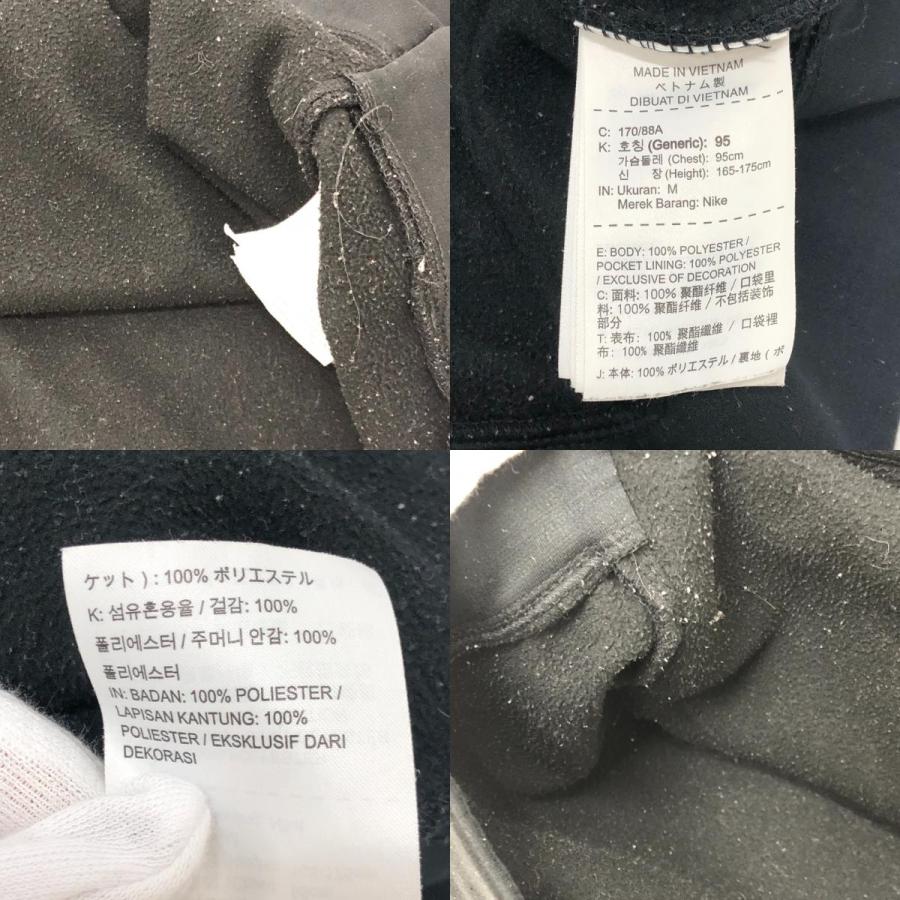 MADE IN VIETNAM
ベトナム製
DIBUAT DI VIETNAM
C: 170/88A
K: 호칭 (Generic): 95
가슴둘레 (Chest): 95cm
신 장 (Height): 165-175cm
IN: Ukuran: M
Merek Barang: Nike
E: BODY: 100% POLYESTER /
POCKET LINING: 100% POLYESTER
/ EXCLUSIVE OF DECORATION
C: 面料: 100% 聚酯纤维 / 口袋里
料: 100% 聚酯纤维 / 不包括装饰
部分
T: 表布: 100% 聚酯纖維 / 口袋裡
布: 100% 聚酯纖維
J: 本体: 100% ポリエステル / 裏地 ( ポ
ケット ) : 100% ポリエステル
K: 섬유혼용율 / 겉감: 100%
폴리에스터 / 주머니 안감: 100%
폴리에스터
IN: BADAN: 100% POLIESTER /
LAPISAN KANTUNG: 100%
POLIESTER / EKSKLUSIF DARI
DEKORASI